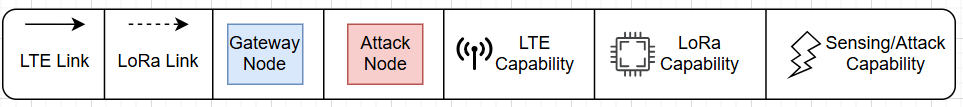 LTE Link
LoRa Link
Gateway
Node
Attack
Node
LTE
Capability
LoRa
Capability
Sensing/Attack
Capability